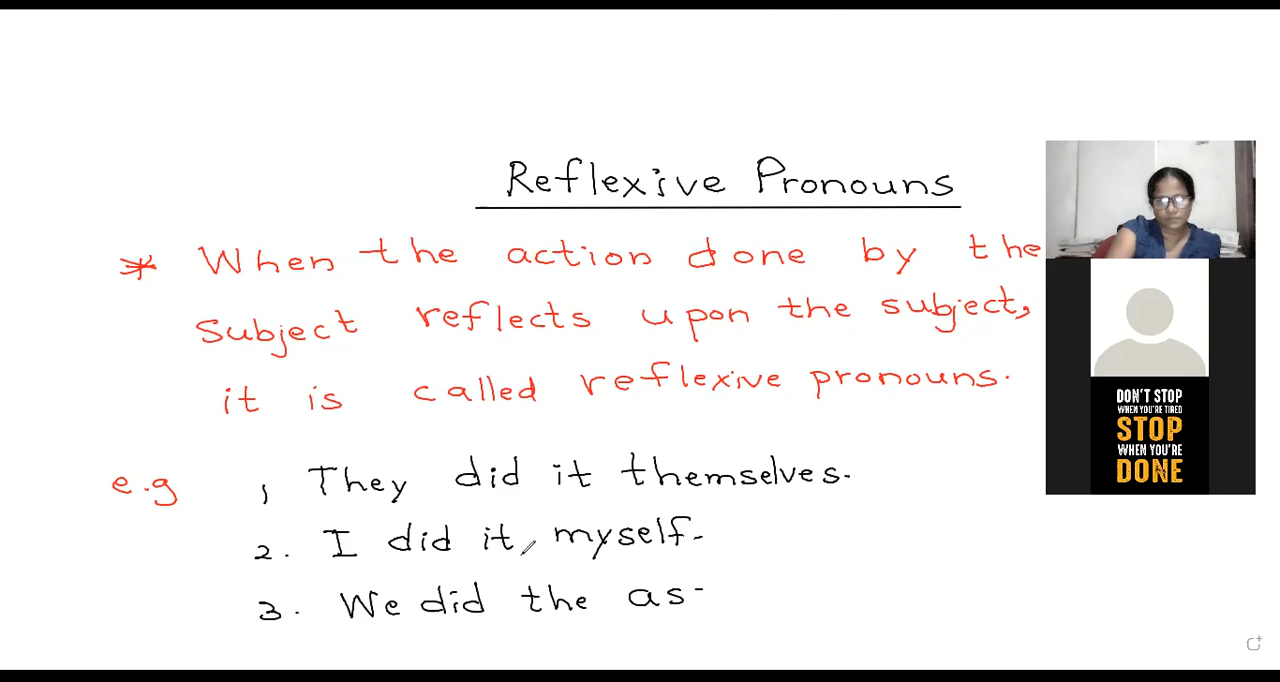 Reflexive Pronouns
* When the action done by the
Subject reflects upon the subject,
it is called reflexive pronouns.
e.g 1, They did it themselves.
2. I did it, myself.
3. We did the as-
DON'T STOP
WHEN YOU'RE TIRED
STOP
WHEN YOU'RE
DONE